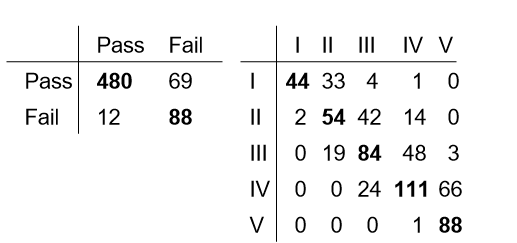 Pass Fail
Pass 480 69
Fail 12 88
I II III IV V
I 44 33 4 1 0
II 2 54 42 14 0
III 0 19 84 48 3
IV 0 0 24 111 66
V 0 0 0 1 88